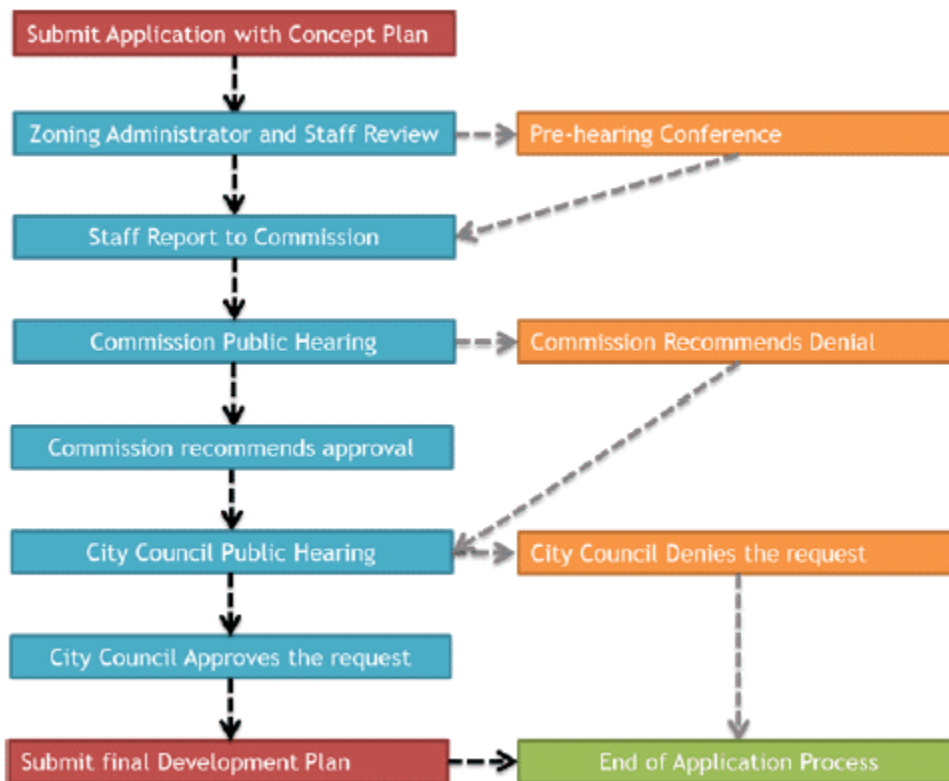 Submit Application with Concept Plan
Zoning Administrator and Staff Review
Pre-hearing Conference
Staff Report to Commission
Commission Public Hearing
Commission Recommends Denial
Commission recommends approval
City Council Public Hearing
City Council Denies the request
City Council Approves the request
Submit final Development Plan
End of Application Process